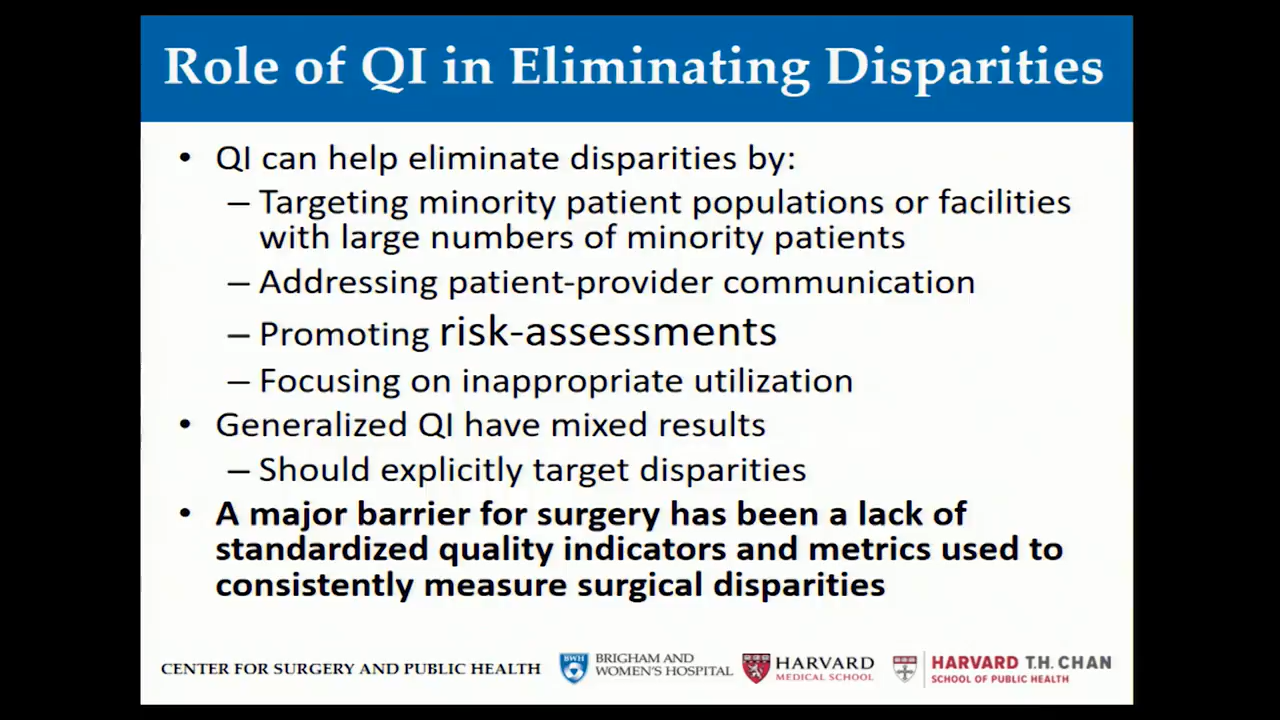 Role of QI in Eliminating Disparities
• QI can help eliminate disparities by:
– Targeting minority patient populations or facilities
with large numbers of minority patients
– Addressing patient-provider communication
– Promoting risk-assessments
– Focusing on inappropriate utilization
• Generalized QI have mixed results
– Should explicitly target disparities
• A major barrier for surgery has been a lack of
standardized quality indicators and metrics used to
consistently measure surgical disparities
CENTER FOR SURGERY AND PUBLIC HEALTH
BWH
BRIGHAM AND
WOMEN'S HOSPITAL
HARVARD
MEDICAL SCHOOL
HARVARD T.H. CHAN
SCHOOL OF PUBLIC HEALTH